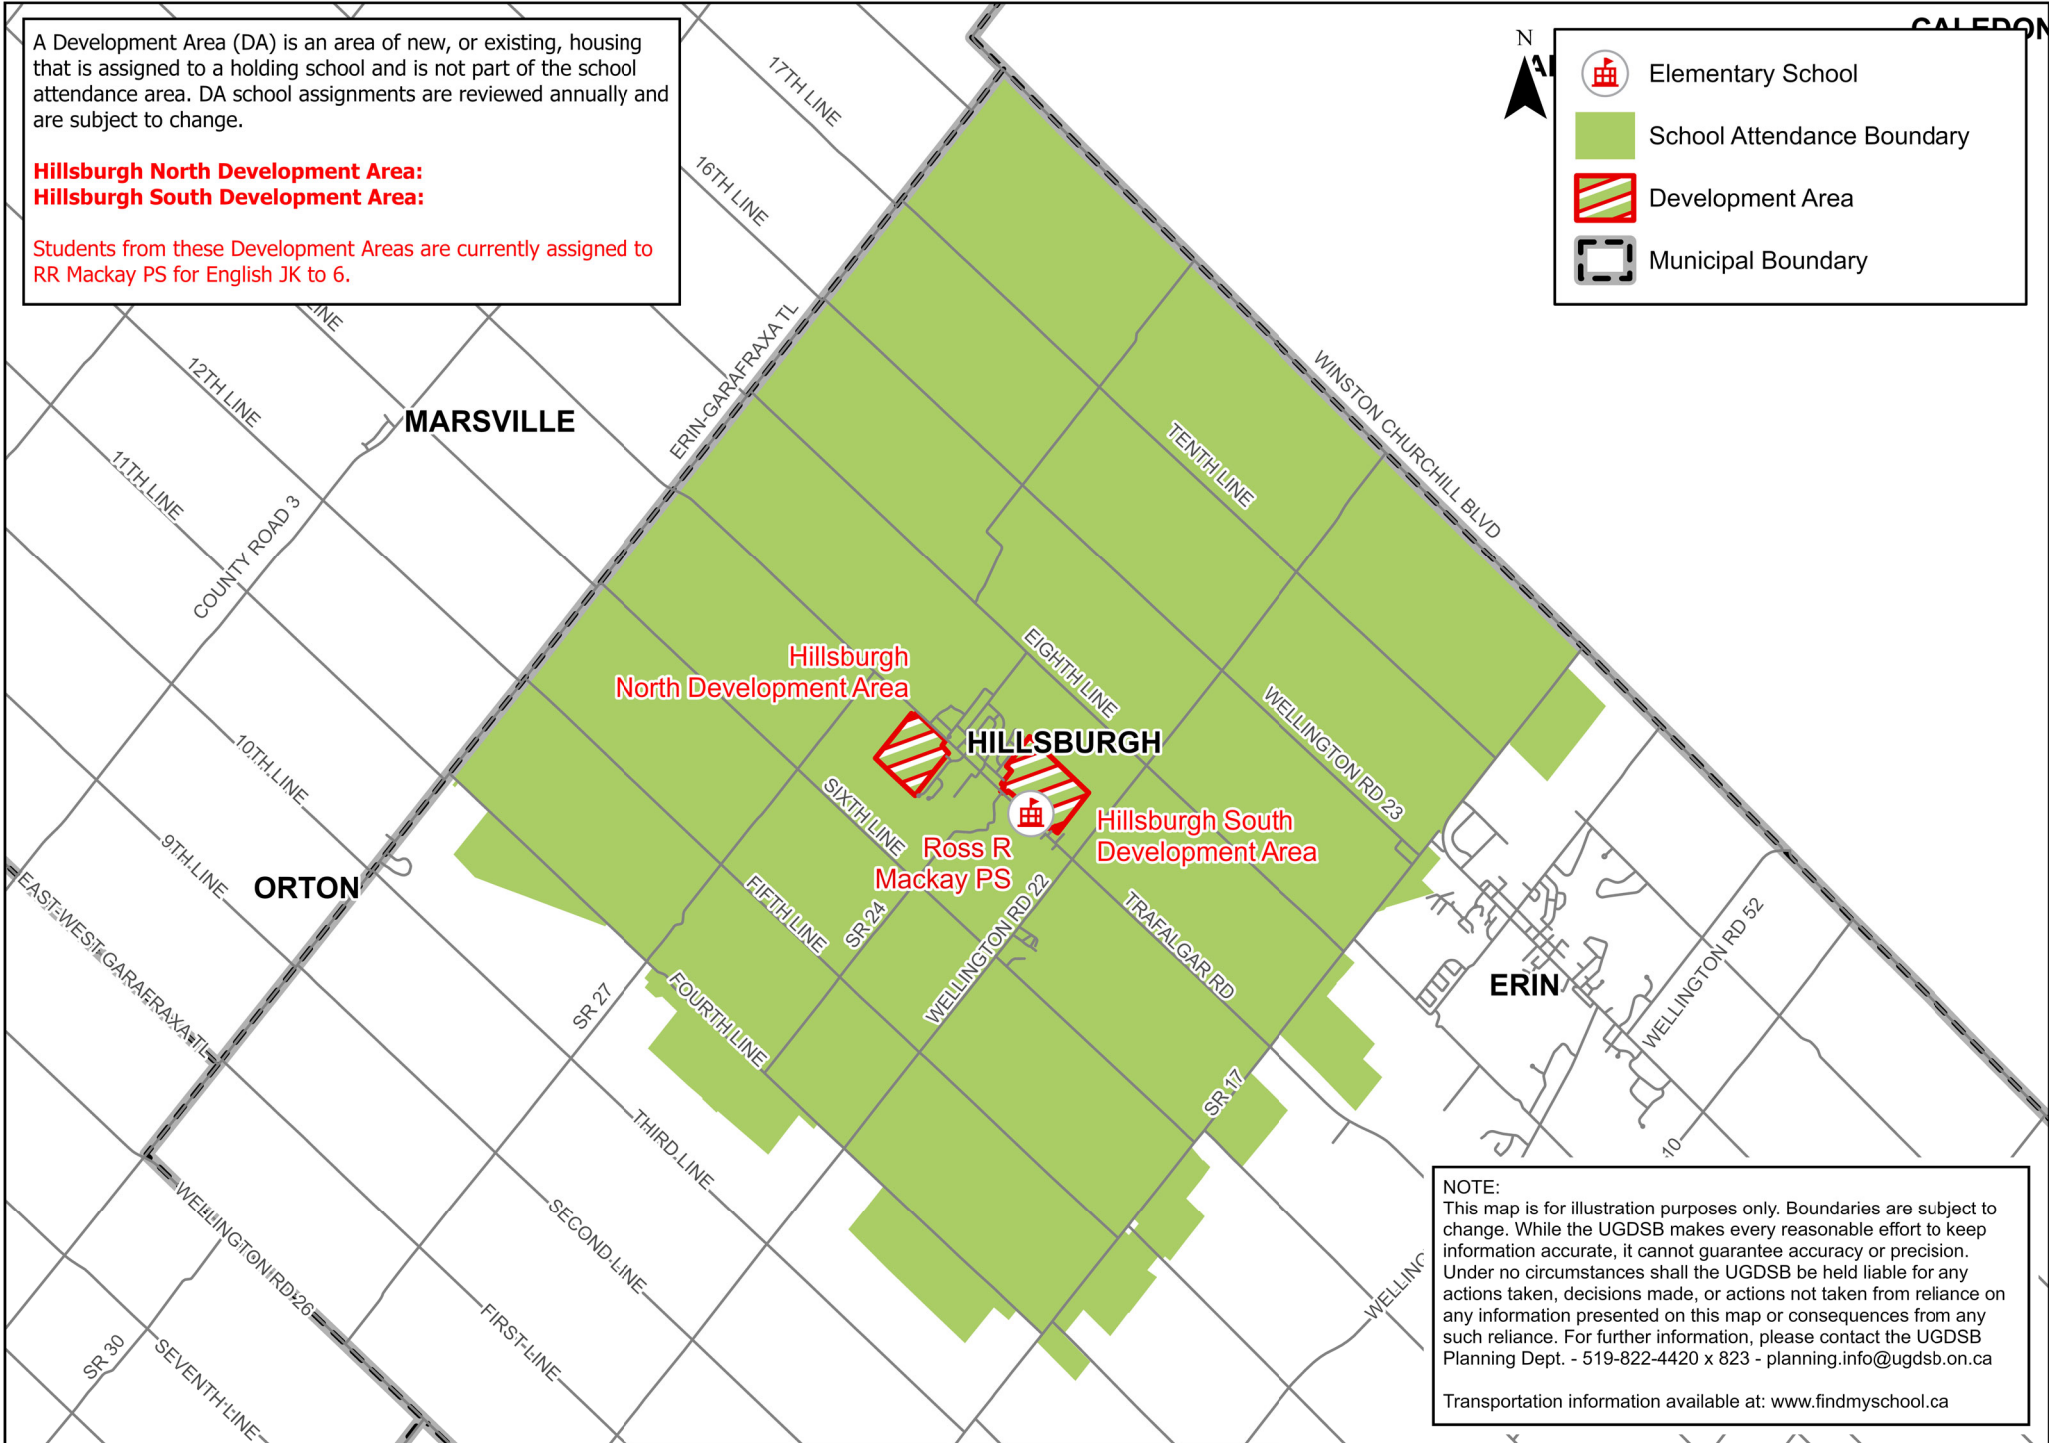 A Development Area (DA) is an area of new, or existing, housing
that is assigned to a holding school and is not part of the school
attendance area. DA school assignments are reviewed annually and
are subject to change.
Hillsburgh North Development Area:
Hillsburgh South Development Area:
Students from these Development Areas are currently assigned to
RR Mackay PS for English JK to 6.
CALEDON
N
Elementary School
School Attendance Boundary
Development Area
Municipal Boundary
17TH LINE
16TH LINE
LINE
12TH LINE
11TH LINE
MARSVILLE
ERIN-GARAFRAXA TL
COUNTY ROAD 3
WINSTON CHURCHILL BLVD
TENTH LINE
Hillsburgh
North Development Area
EIGHTH LINE
HILLSBURGH
WELLINGTON RD 23
10TH LINE
SIXTH LINE
Hillsburgh South
Development Area
Ross R
Mackay PS
9TH LINE
ORTON
EAST-WEST GARAFRAXA TL
FIFTH LINE
SR 24
WELLINGTON RD 22
TRAFALGAR RD
ERIN
WELLINGTON RD 52
SR 27
FOURTH LINE
SR 17
THIRD LINE
10
WELLINGTON RD 26
SECOND LINE
WELLING
SR 30
SEVENTH LINE
FIRST LINE
NOTE:
This map is for illustration purposes only. Boundaries are subject to
change. While the UGDSB makes every reasonable effort to keep
information accurate, it cannot guarantee accuracy or precision.
Under no circumstances shall the UGDSB be held liable for any
actions taken, decisions made, or actions not taken from reliance on
any information presented on this map or consequences from any
such reliance. For further information, please contact the UGDSB
Planning Dept. - 519-822-4420 x 823 - planning.info@ugdsb.on.ca
Transportation information available at: www.findmyschool.ca